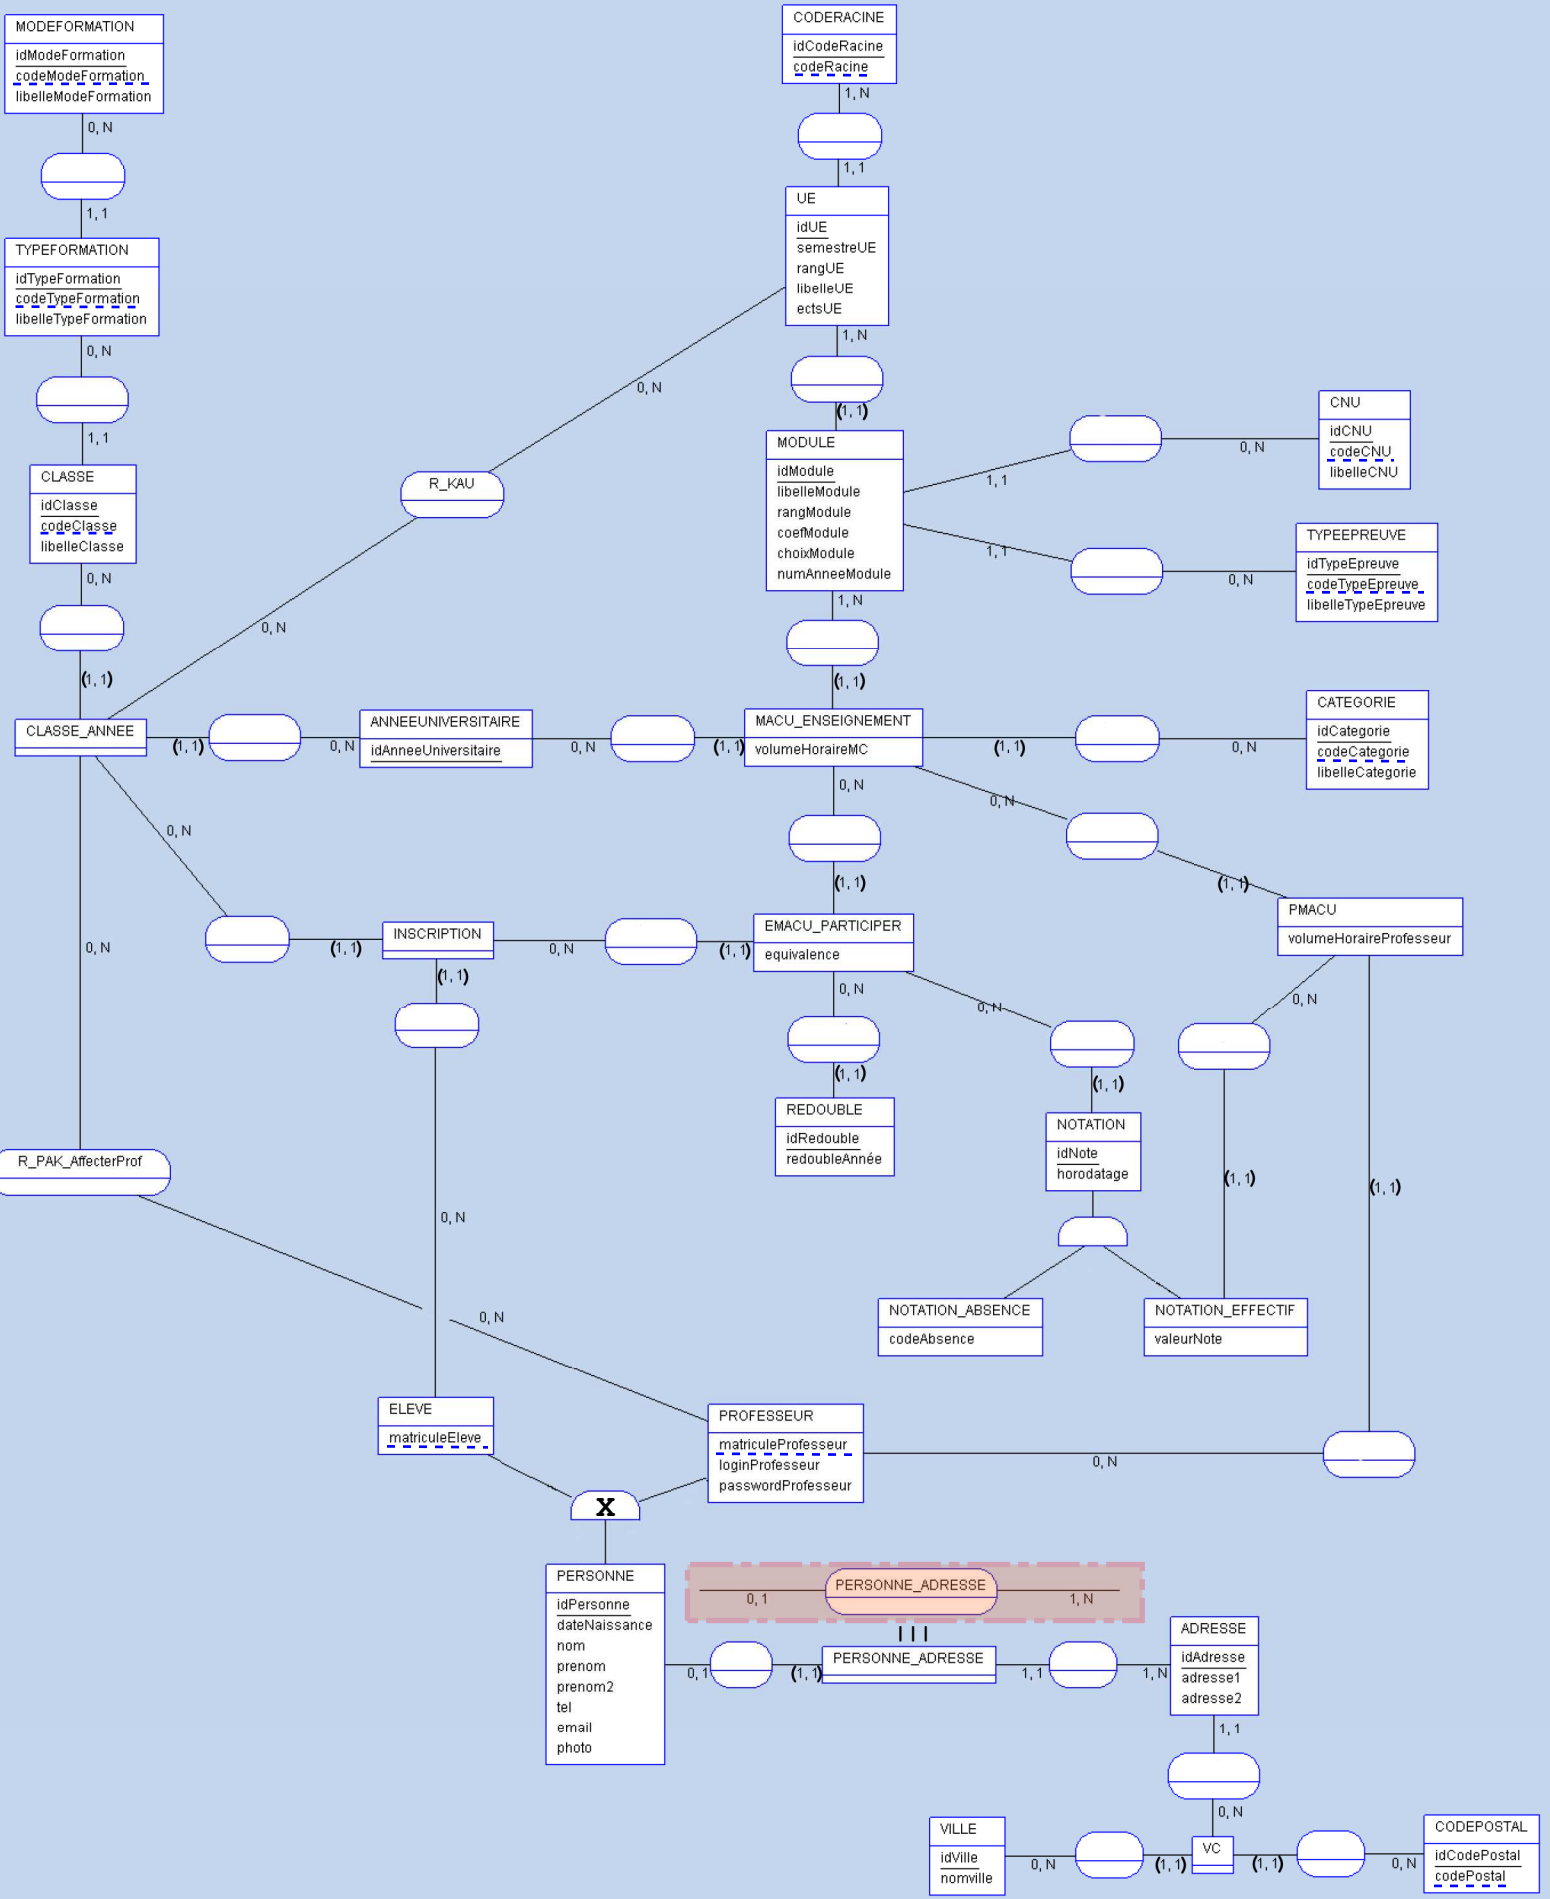 MODEFORMATION
idModeFormation
codeModeFormation
libelleModeFormation
0, N
1, 1
TYPEFORMATION
idTypeFormation
codeTypeFormation
libelleTypeFormation
0, N
1, 1
CLASSE
idClasse
codeClasse
libelleClasse
0, N
(1, 1)
CLASSE_ANNEE
CODERACINE
idCodeRacine
codeRacine
1, N
1, 1
UE
idUE
semestreUE
rangUE
libelleUE
ectsUE
0, N
R_KAU
0, N
1, N
(1, 1)
MODULE
idModule
libelleModule
rangModule
coefModule
choixModule
numAnneeModule
1, 1
0, N
CNU
idCNU
codeCNU
libelleCNU
1, 1
0, N
TYPEEPREUVE
idTypeEpreuve
codeTypeEpreuve
libelleTypeEpreuve
1, N
(1, 1)
(1, 1)
0, N
ANNEEUNIVERSITAIRE
idAnneeUniversitaire
0, N
(1, 1)
MACU_ENSEIGNEMENT
volumeHoraireMC
(1, 1)
0, N
CATEGORIE
idCategorie
codeCategorie
libelleCategorie
0, N
0, N
0, N
(1, 1)
(1, 1)
PMACU
volumeHoraireProfesseur
0, N
(1, 1)
INSCRIPTION
0, N
(1, 1)
EMACU_PARTICIPER
equivalence
(1, 1)
0, N
0, N
0, N
(1, 1)
(1, 1)
REDOUBLE
idRedouble
redoubleAnnée
NOTATION
idNote
horodatage
R_PAK_AffecterProf
0, N
(1, 1)
(1, 1)
NOTATION_ABSENCE
codeAbsence
NOTATION_EFFECTIF
valeurNote
0, N
ELEVE
matriculeEleve
PROFESSEUR
matriculeProfesseur
loginProfesseur
passwordProfesseur
0, N
X
PERSONNE
idPersonne
dateNaissance
nom
prenom
prenom2
tel
email
photo
0, 1
PERSONNE_ADRESSE
1, N
0, 1
(1, 1)
PERSONNE_ADRESSE
1, 1
1, N
ADRESSE
idAdresse
adresse1
adresse2
1, 1
0, N
VILLE
idVille
nomville
0, N
(1, 1)
VC
(1, 1)
0, N
CODEPOSTAL
idCodePostal
codePostal